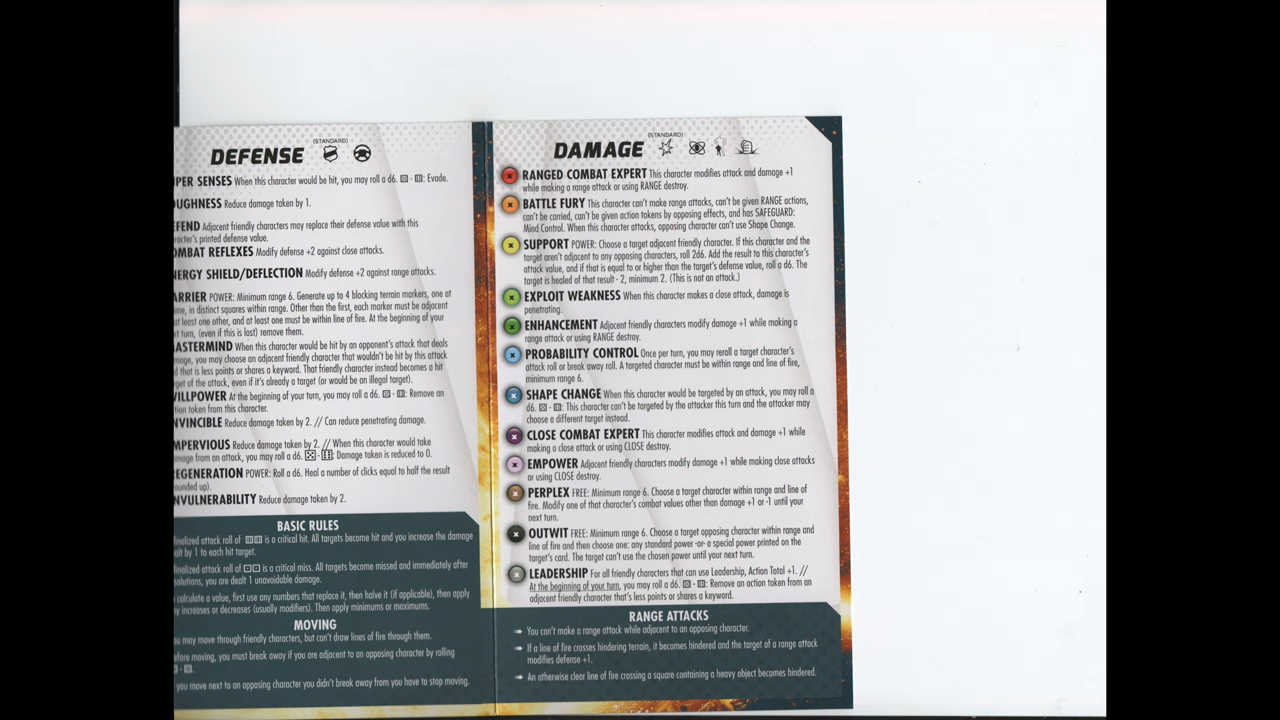 (STANDARD)
DEFENSE
PER SENSES When this character would be hit, you may roll a d6. ⚄ - ⚅: Evade.
OUGHNESS Reduce damage taken by 1.
FEND Adjacent friendly characters may replace their defense value with this
racter's printed defense value.
OMBAT REFLEXES Modify defense +2 against close attacks.
NERGY SHIELD/DEFLECTION Modify defense +2 against range attacks.
ARRIER POWER: Minimum range 6. Generate up to 4 blocking terrain markers, one at
me, in distinct squares within range. Other than the first, each marker must be adjacent
at least one other, and at least one must be within line of fire. At the beginning of your
t turn, (even if this is lost) remove them.
ASTERMIND When this character would be hit by an opponent's attack that deals
mage, you may choose an adjacent friendly character that wouldn't be hit by this attack
d that is less points or shares a keyword. That friendly character instead becomes a hit
get of the attack, even if it's already a target (or would be an illegal target).
VILLPOWER At the beginning of your turn, you may roll a d6. ⚄ - ⚅: Remove an
tion token from this character.
NVINCIBLE Reduce damage taken by 2. // Can reduce penetrating damage.
MPERVIOUS Reduce damage taken by 2. // When this character would take
mage from an attack, you may roll a d6. ⚄ - ⚅: Damage taken is reduced to 0.
EGENERATION POWER: Roll a d6. Heal a number of clicks equal to half the result
ounded up).
NVULNERABILITY Reduce damage taken by 2.
BASIC RULES
inalized attack roll of ⚅⚅ is a critical hit. All targets become hit and you increase the damage
alt by 1 to each hit target.
inalized attack roll of ⚀⚀ is a critical miss. All targets become missed and immediately after
solutions, you are dealt 1 unavoidable damage.
calculate a value, first use any numbers that replace it, then halve it (if applicable), then apply
y increases or decreases (usually modifiers). Then apply minimums or maximums.
MOVING
u may move through friendly characters, but can't draw lines of fire through them.
efore moving, you must break away if you are adjacent to an opposing character by rolling
- ⚅.
you move next to an opposing character you didn't break away from you have to stop moving.
(STANDARD)
DAMAGE
RANGED COMBAT EXPERT This character modifies attack and damage +1
while making a range attack or using RANGE destroy.
BATTLE FURY This character can't make range attacks, can't be given RANGE actions,
can't be carried, can't be given action tokens by opposing effects, and has SAFEGUARD:
Mind Control. When this character attacks, opposing character can't use Shape Change.
SUPPORT POWER: Choose a target adjacent friendly character. If this character and the
target aren't adjacent to any opposing characters, roll 2d6. Add the result to this character's
attack value, and if that is equal to or higher than the target's defense value, roll a d6. The
target is healed of that result - 2, minimum 2. (This is not an attack.)
EXPLOIT WEAKNESS When this character makes a close attack, damage is
penetrating.
ENHANCEMENT Adjacent friendly characters modify damage +1 while making a
range attack or using RANGE destroy.
PROBABILITY CONTROL Once per turn, you may reroll a target character's
attack roll or break away roll. A targeted character must be within range and line of fire,
minimum range 6.
SHAPE CHANGE When this character would be targeted by an attack, you may roll a
d6. ⚄ - ⚅: This character can't be targeted by the attacker this turn and the attacker may
choose a different target instead.
CLOSE COMBAT EXPERT This character modifies attack and damage +1 while
making a close attack or using CLOSE destroy.
EMPOWER Adjacent friendly characters modify damage +1 while making close attacks
or using CLOSE destroy.
PERPLEX FREE: Minimum range 6. Choose a target character within range and line of
fire. Modify one of that character's combat values other than damage +1 or -1 until your
next turn.
OUTWIT FREE: Minimum range 6. Choose a target opposing character within range and
line of fire and then choose one: any standard power -or- a special power printed on the
target's card. The target can't use the chosen power until your next turn.
LEADERSHIP For all friendly characters that can use Leadership, Action Total +1. //
At the beginning of your turn, you may roll a d6. ⚄ - ⚅: Remove an action token from an
adjacent friendly character that's less points or shares a keyword.
RANGE ATTACKS
You can't make a range attack while adjacent to an opposing character.
If a line of fire crosses hindering terrain, it becomes hindered and the target of a range attack
modifies defense +1.
An otherwise clear line of fire crossing a square containing a heavy object becomes hindered.